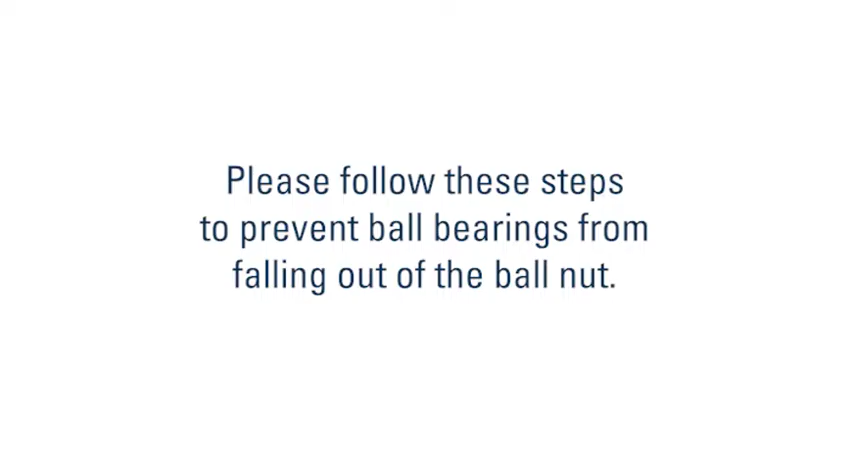 Please follow these steps
to prevent ball bearings from
falling out of the ball nut.